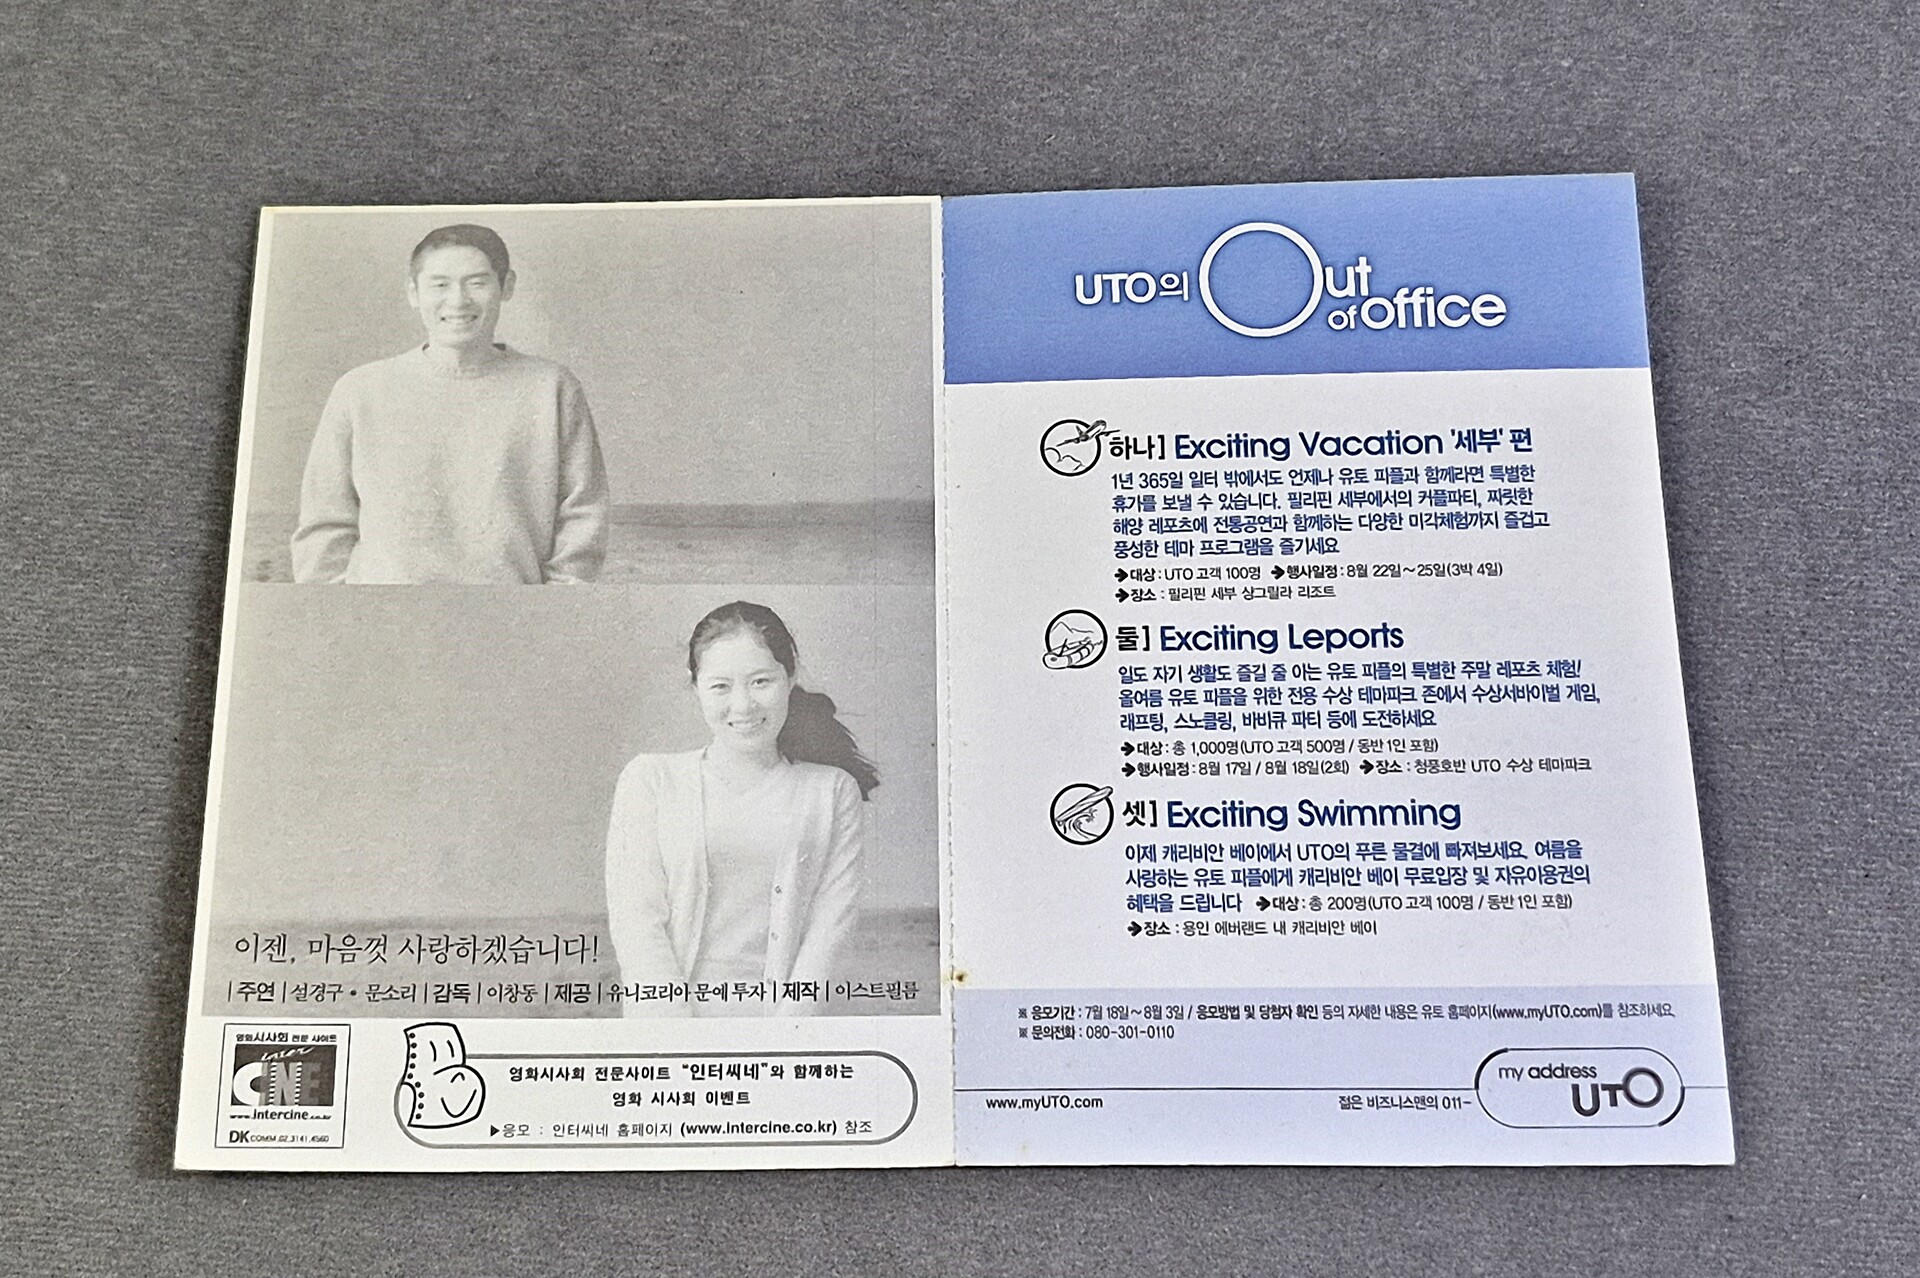 이젠, 마음껏 사랑하겠습니다!
|주연|설경구 • 문소리|감독|이창동|제공|유니코리아 문예 투자|제작|이스트필름
영화시사회 전문 사이트
inter
CINE
www.intercine.co.kr
DK COMM .02.3141.4560
영화시사회 전문사이트 "인터씨네"와 함께하는
영화 시사회 이벤트
▶응모 : 인터씨네 홈페이지 (www.intercine.co.kr) 참조
UTO의 Out of office
하나] Exciting Vacation '세부' 편
1년 365일 일터 밖에서도 언제나 유토 피플과 함께라면 특별한
휴가를 보낼 수 있습니다. 필리핀 세부에서의 커플파티, 짜릿한
해양 레포츠에 전통공연과 함께하는 다양한 미각체험까지 즐겁고
풍성한 테마 프로그램을 즐기세요
➔대상 : UTO 고객 100명 ➔행사일정 : 8월 22일~25일(3박 4일)
➔장소 : 필리핀 세부 샹그릴라 리조트
둘] Exciting Leports
일도 자기 생활도 즐길 줄 아는 유토 피플의 특별한 주말 레포츠 체험!
올여름 유토 피플을 위한 전용 수상 테마파크 존에서 수상서바이벌 게임,
래프팅, 스노클링, 바비큐 파티 등에 도전하세요
➔대상 : 총 1,000명(UTO 고객 500명 / 동반 1인 포함)
➔행사일정 : 8월 17일 / 8월 18일(2회) ➔장소 : 청풍호반 UTO 수상 테마파크
셋] Exciting Swimming
이제 캐리비안 베이에서 UTO의 푸른 물결에 빠져보세요. 여름을
사랑하는 유토 피플에게 캐리비안 베이 무료입장 및 자유이용권의
혜택을 드립니다 ➔대상 : 총 200명(UTO 고객 100명 / 동반 1인 포함)
➔장소 : 용인 에버랜드 내 캐리비안 베이
※ 응모기간 : 7월 18일~8월 3일 / 응모방법 및 당첨자 확인 등의 자세한 내용은 유토 홈페이지(www.myUTO.com)를 참조하세요.
※ 문의전화 : 080-301-0110
www.myUTO.com
젊은 비즈니스맨의 011-
my address
UTO